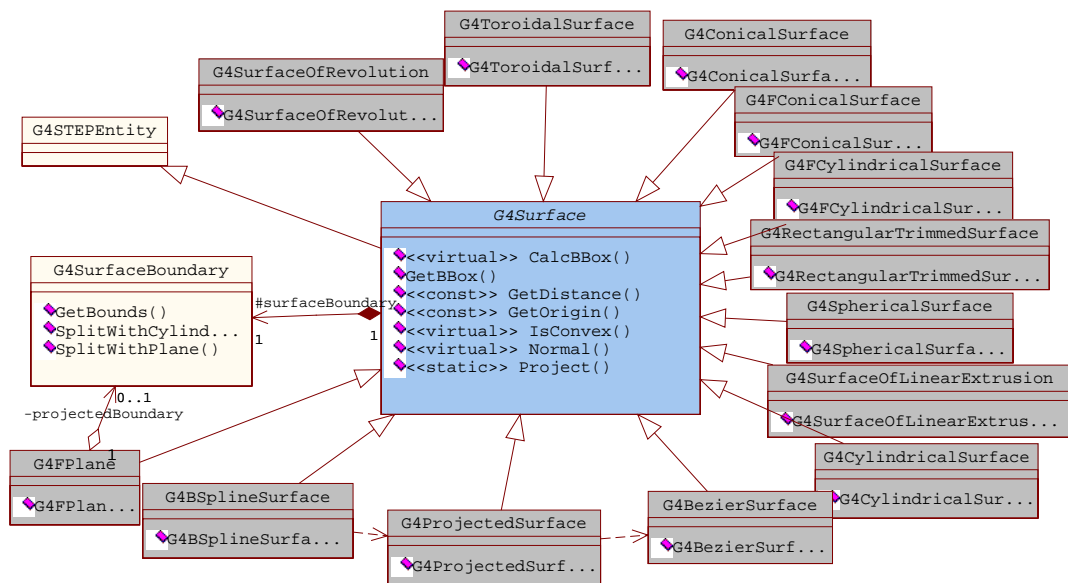 G4ToroidalSurface
G4ToroidalSurf...
G4ConicalSurface
G4ConicalSurfa...
G4SurfaceOfRevolution
G4SurfaceOfRevolut...
G4FConicalSurface
G4FConicalSur...
G4STEPEntity
G4FCylindricalSurface
G4FCylindricalSur...
G4Surface
<<virtual>> CalcBBox()
GetBBox()
<<const>> GetDistance()
<<const>> GetOrigin()
<<virtual>> IsConvex()
<<virtual>> Normal()
<<static>> Project()
G4RectangularTrimmedSurface
G4RectangularTrimmedSur...
G4SurfaceBoundary
GetBounds()
SplitWithCylind...
SplitWithPlane()
#surfaceBoundary
1
1
G4SphericalSurface
G4SphericalSurfa...
G4SurfaceOfLinearExtrusion
G4SurfaceOfLinearExtrus...
0..1
-projectedBoundary
1
G4FPlane
G4FPlan...
G4CylindricalSurface
G4CylindricalSur...
G4BSplineSurface
G4BSplineSurfa...
G4ProjectedSurface
G4ProjectedSurf...
G4BezierSurface
G4BezierSurf...